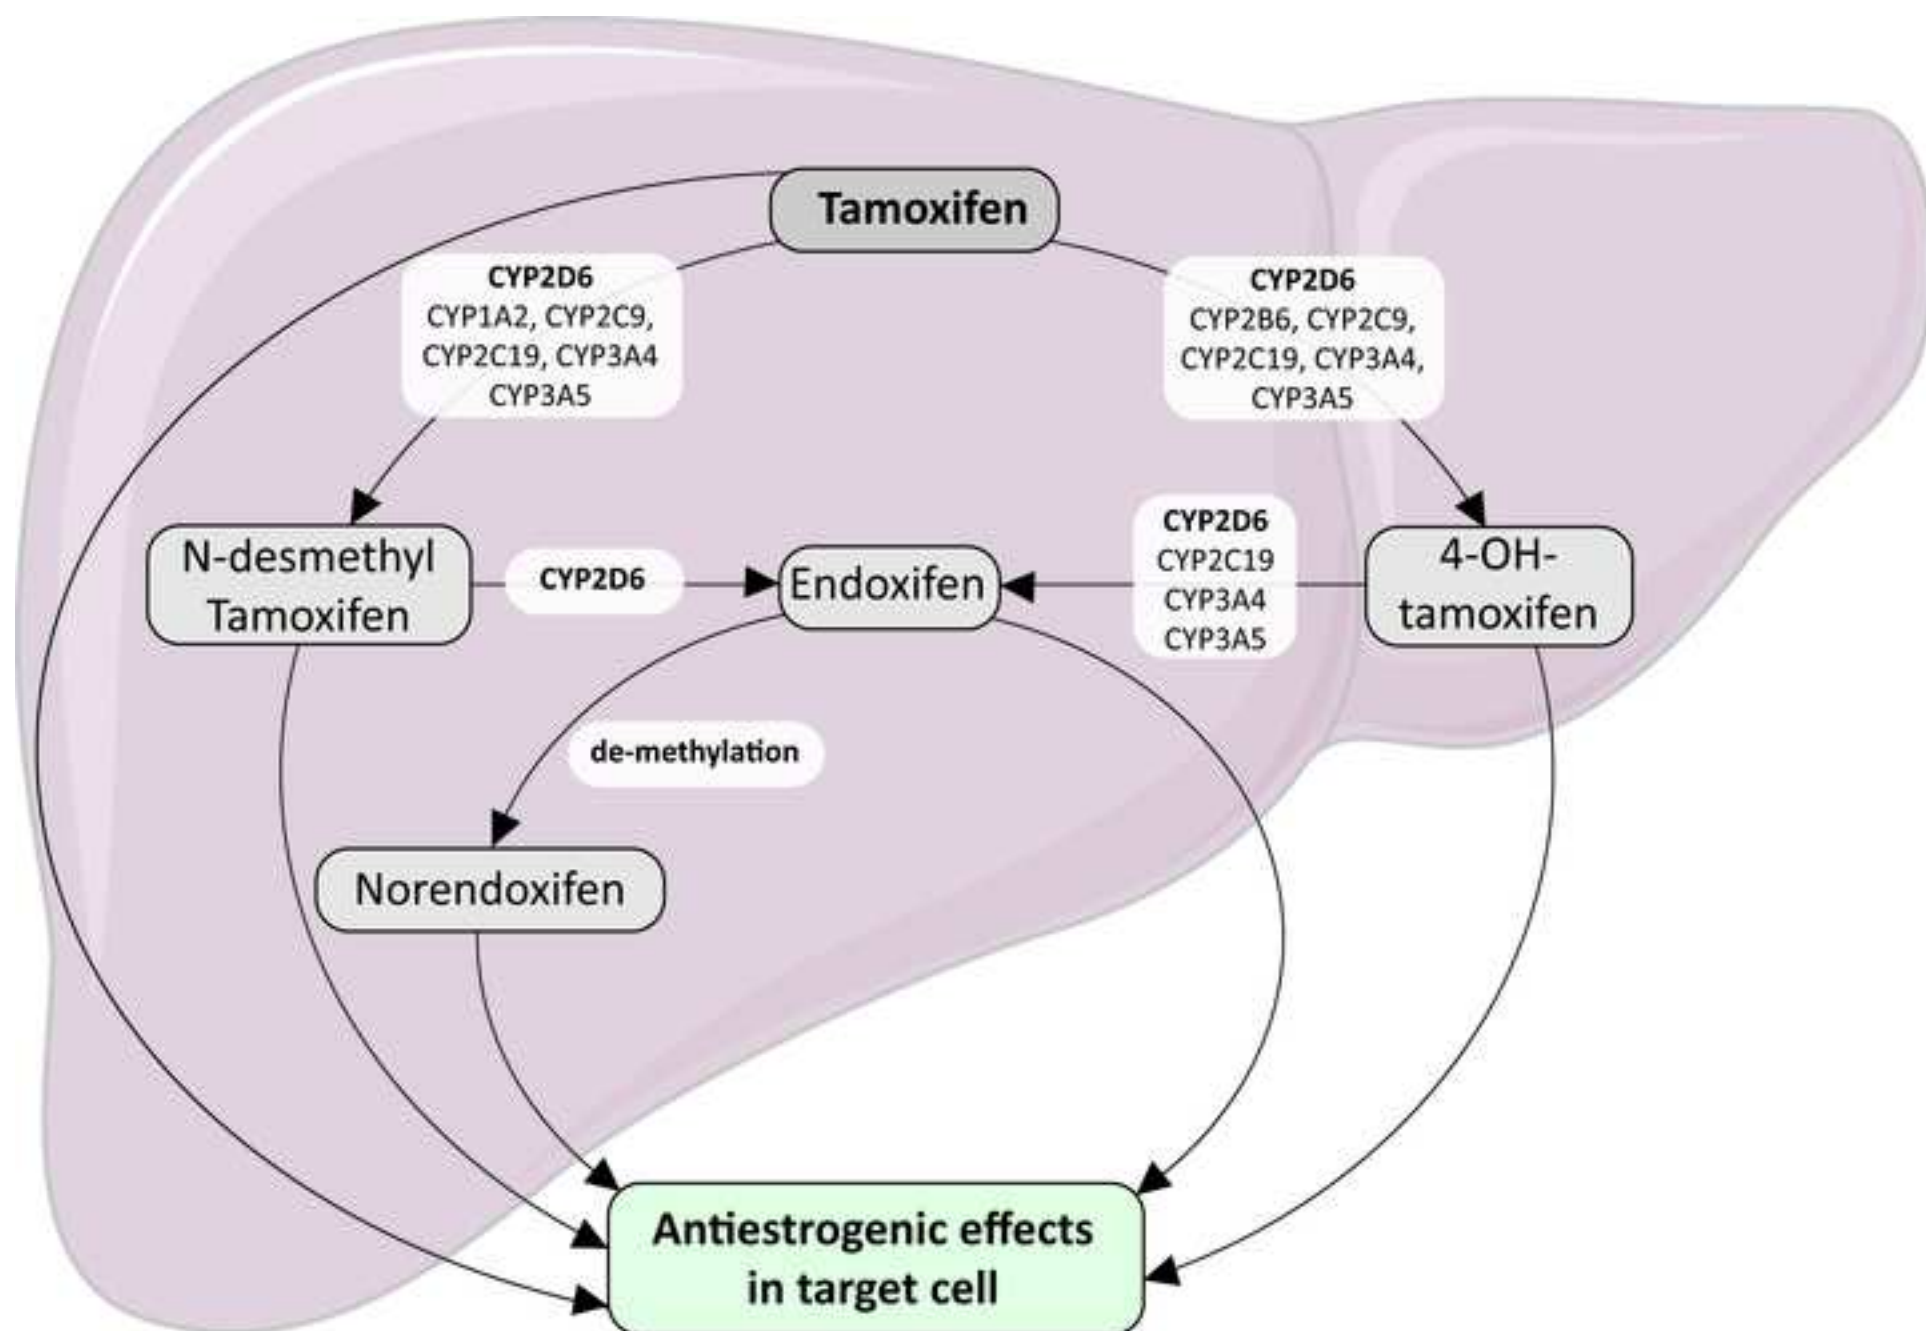 Tamoxifen
CYP2D6
CYP1A2, CYP2C9,
CYP2C19, CYP3A4
CYP3A5
CYP2D6
CYP2B6, CYP2C9,
CYP2C19, CYP3A4,
CYP3A5
N-desmethyl
Tamoxifen
CYP2D6
Endoxifen
CYP2D6
CYP2C19
CYP3A4
CYP3A5
4-OH-
tamoxifen
de-methylation
Norendoxifen
Antiestrogenic effects
in target cell